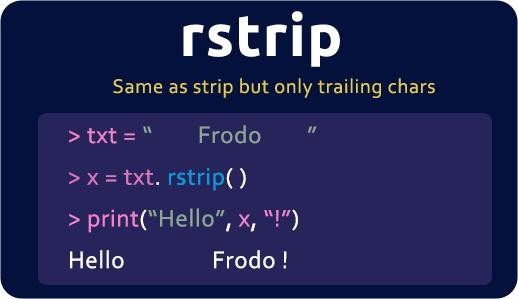 rstrip
Same as strip but only trailing chars
> txt = “      Frodo      ”
> x = txt. rstrip( )
> print(“Hello”, x, “!”)
Hello            Frodo !